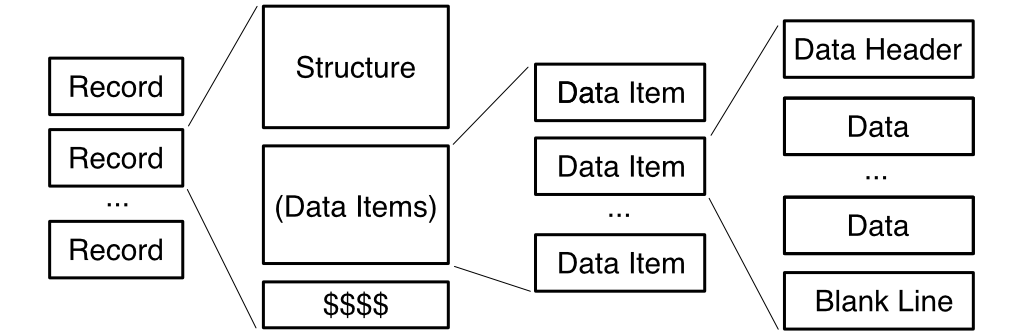 Record
Record
...
Record
Structure
(Data Items)
$$$$
Data Item
Data Item
...
Data Item
Data Header
Data
...
Data
Blank Line